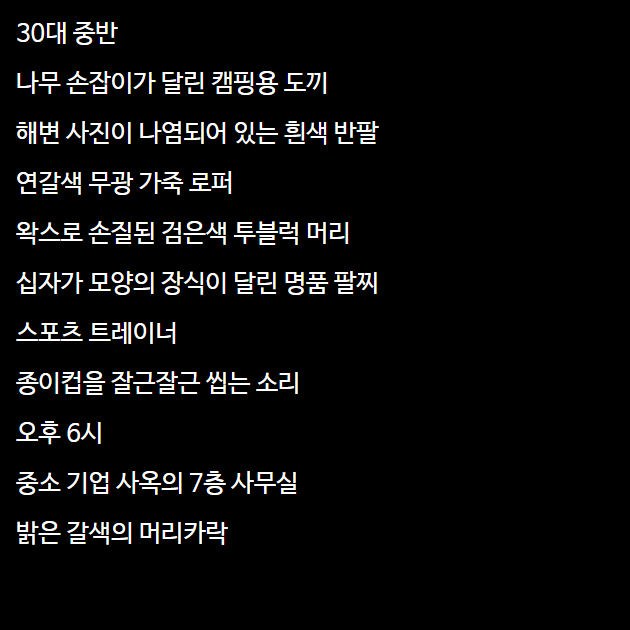 30대 중반
나무 손잡이가 달린 캠핑용 도끼
해변 사진이 나염되어 있는 흰색 반팔
연갈색 무광 가죽 로퍼
왁스로 손질된 검은색 투블럭 머리
십자가 모양의 장식이 달린 명품 팔찌
스포츠 트레이너
종이컵을 잘근잘근 씹는 소리
오후 6시
중소 기업 사옥의 7층 사무실
밝은 갈색의 머리카락